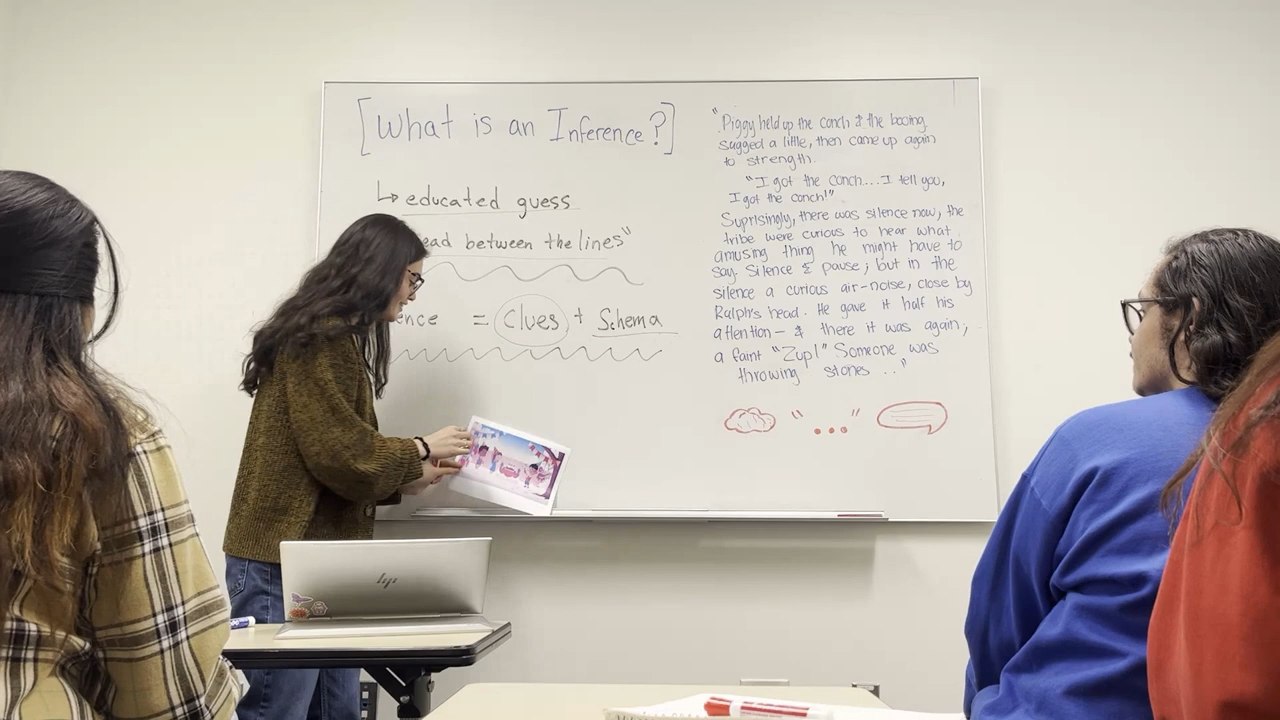 [What is an Inference?]
↳ educated guess
ead between the lines"
ence = Clues + Schema
"Piggy held up the conch & the booing
sagged a little, then came up again
to strength.
"I got the conch....I tell you,
I got the conch!"
Suprisingly, there was silence now, the
tribe were curious to hear what
amusing thing he might have to
say. Silence & pause; but in the
silence a curious air-noise, close by
Ralph's head. He gave it half his
attention- & there it was again;
a faint "Zup!" Someone was
throwing stones ..."
" ... "
hp